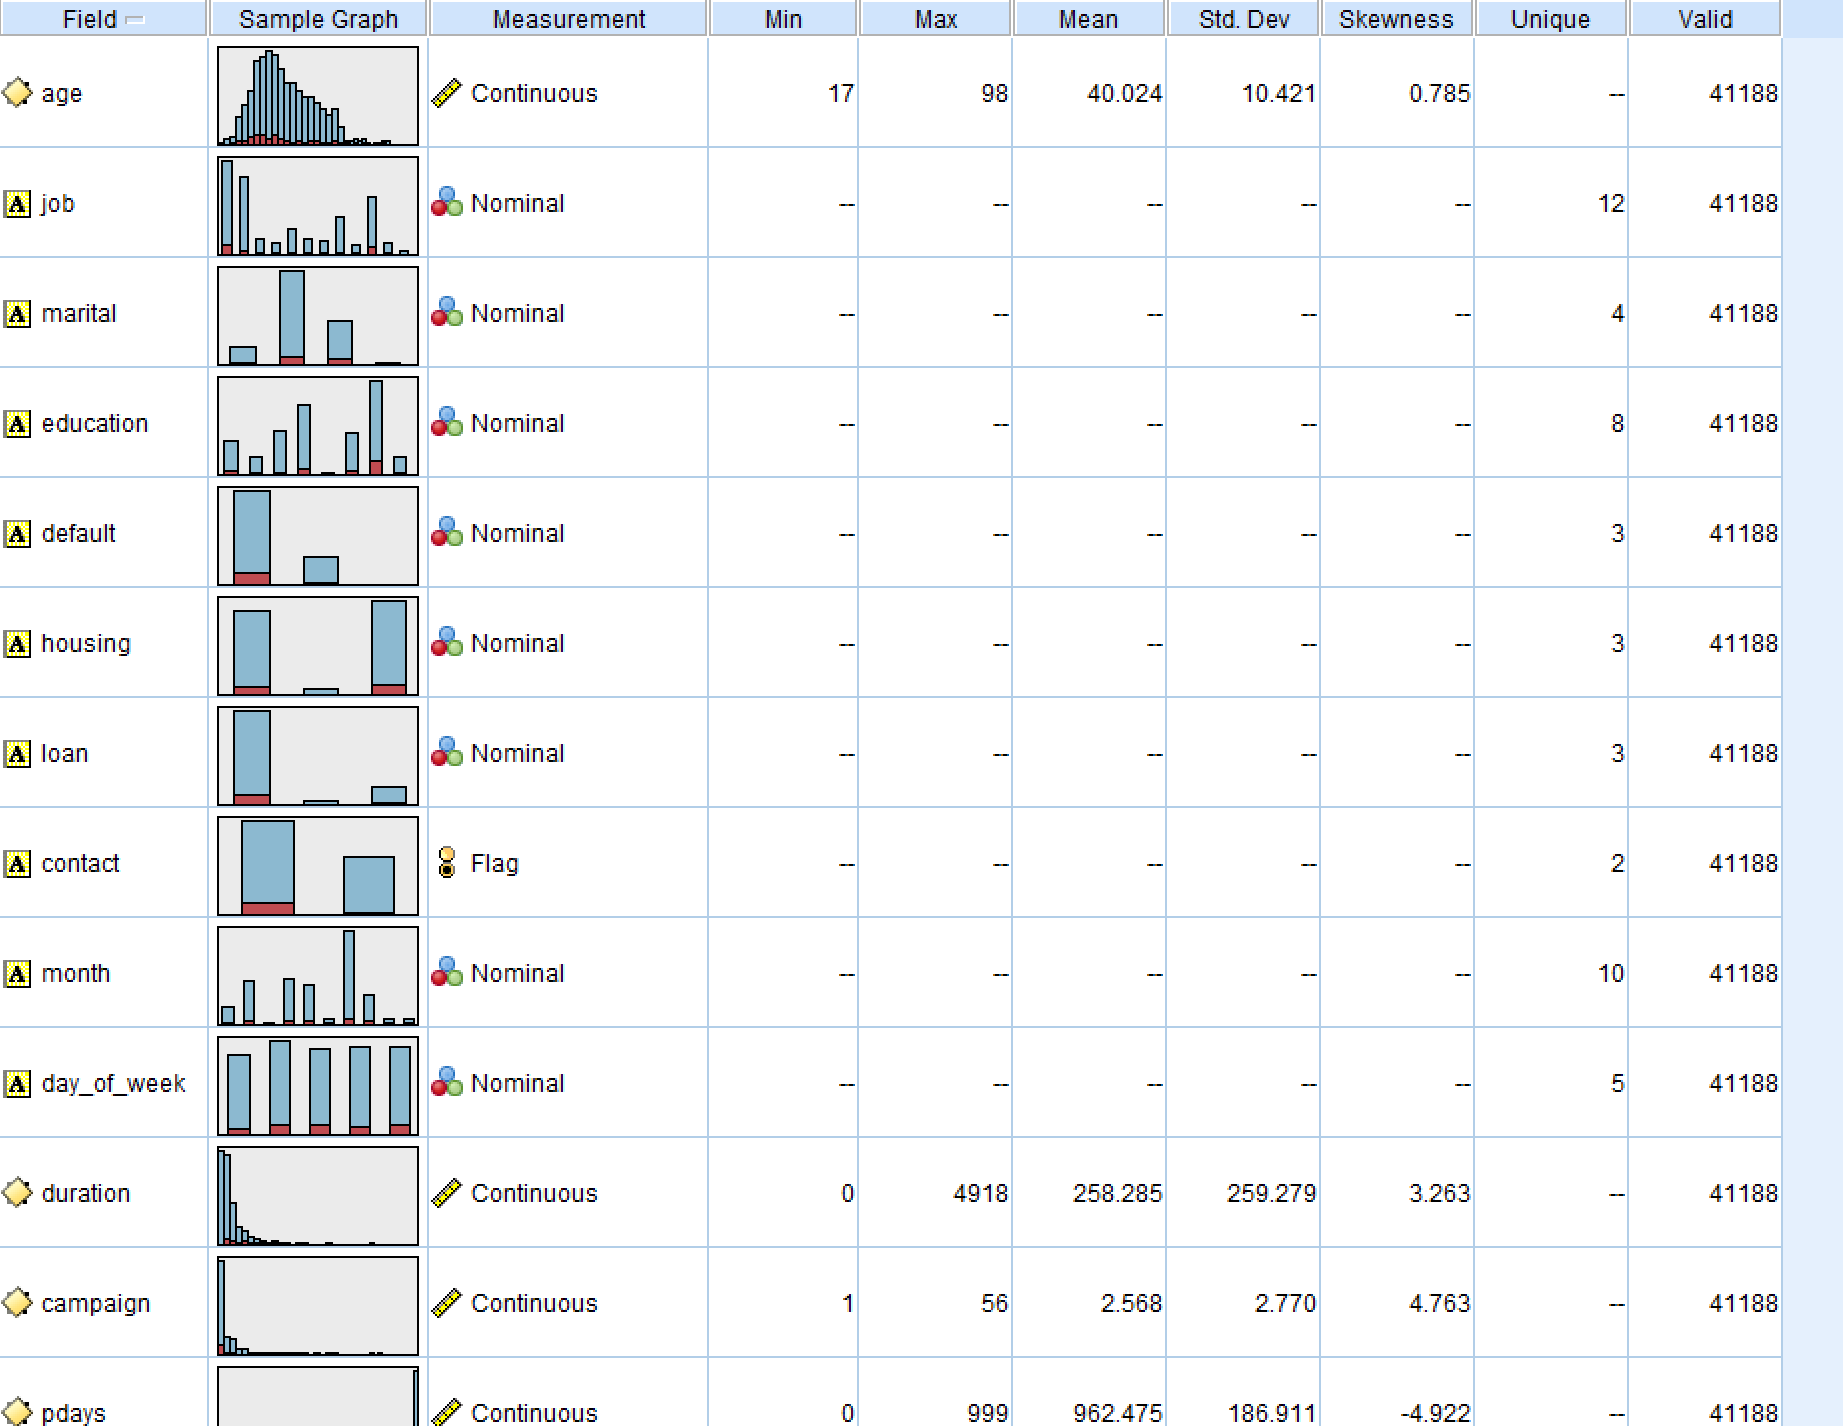 Field Sample Graph Measurement Min Max Mean Std. Dev Skewness Unique Valid
age Continuous 17 98 40.024 10.421 0.785 -- 41188
A job Nominal -- -- -- -- -- 12 41188
A marital Nominal -- -- -- -- -- 4 41188
A education Nominal -- -- -- -- -- 8 41188
A default Nominal -- -- -- -- -- 3 41188
A housing Nominal -- -- -- -- -- 3 41188
A loan Nominal -- -- -- -- -- 3 41188
A contact Flag -- -- -- -- -- 2 41188
A month Nominal -- -- -- -- -- 10 41188
A day_of_week Nominal -- -- -- -- -- 5 41188
duration Continuous 0 4918 258.285 259.279 3.263 -- 41188
campaign Continuous 1 56 2.568 2.770 4.763 -- 41188
pdays Continuous 0 999 962.475 186.911 -4.922 -- 41188